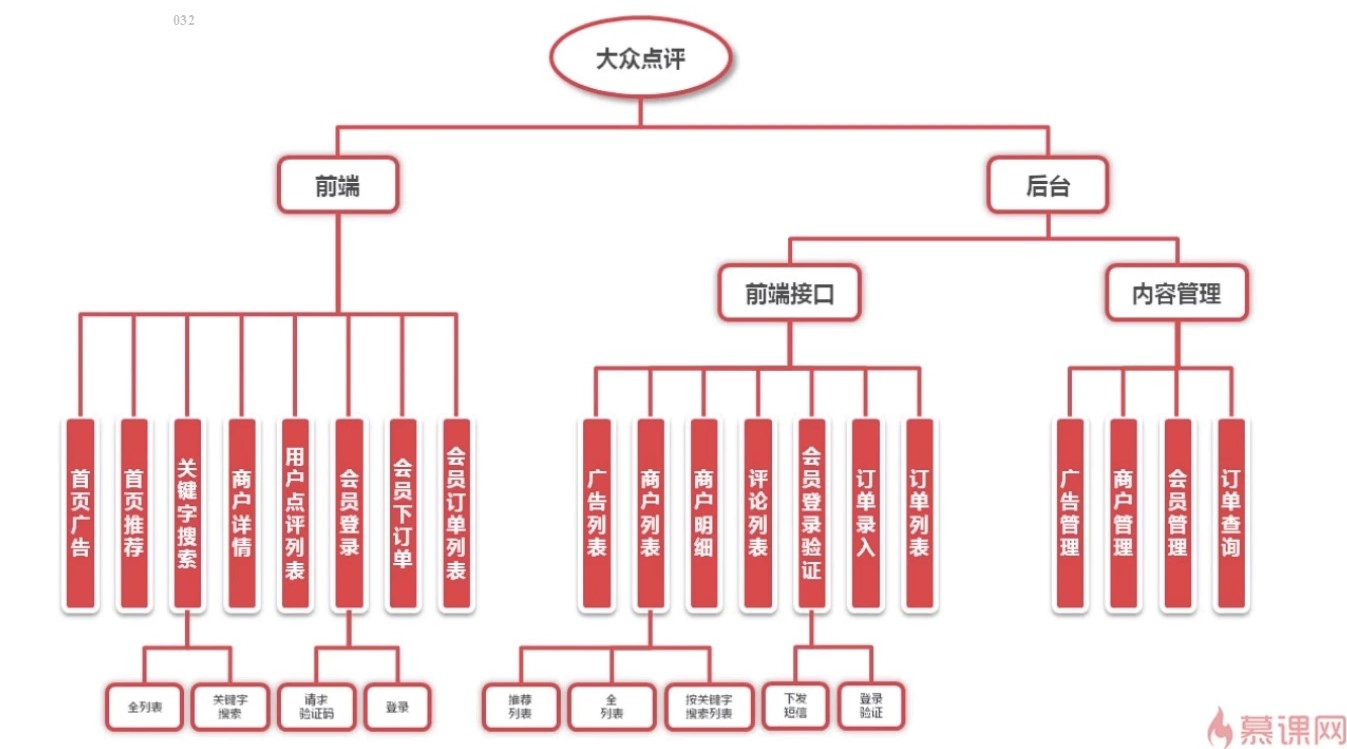 032
大众点评
前端
后台
前端接口
内容管理
首页广告
首页推荐
关键字搜索
商户详情
用户点评列表
会员登录
会员下订单
会员订单列表
广告列表
商户列表
商户明细
评论列表
会员登录验证
订单录入
订单列表
广告管理
商户管理
会员管理
订单查询
全列表
关键字
搜索
请求
验证码
登录
推荐
列表
全
列表
按关键字
搜索列表
下发
短信
登录
验证
慕课网